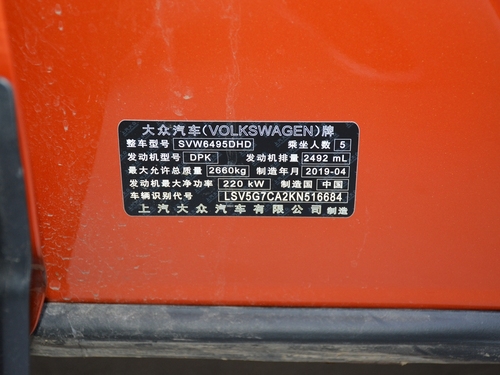 大众汽车(VOLKSWAGEN)牌
整车型号 SVW6495DHD 乘坐人数 5
发动机型号 DPK 发动机排量 2492 mL
最大允许总质量 2660kg 制造年月 2019-04
发动机最大净功率 220 kW 制造国 中国
车辆识别代号 LSV5G7CA2KN516684
上汽大众汽车有限公司 制造